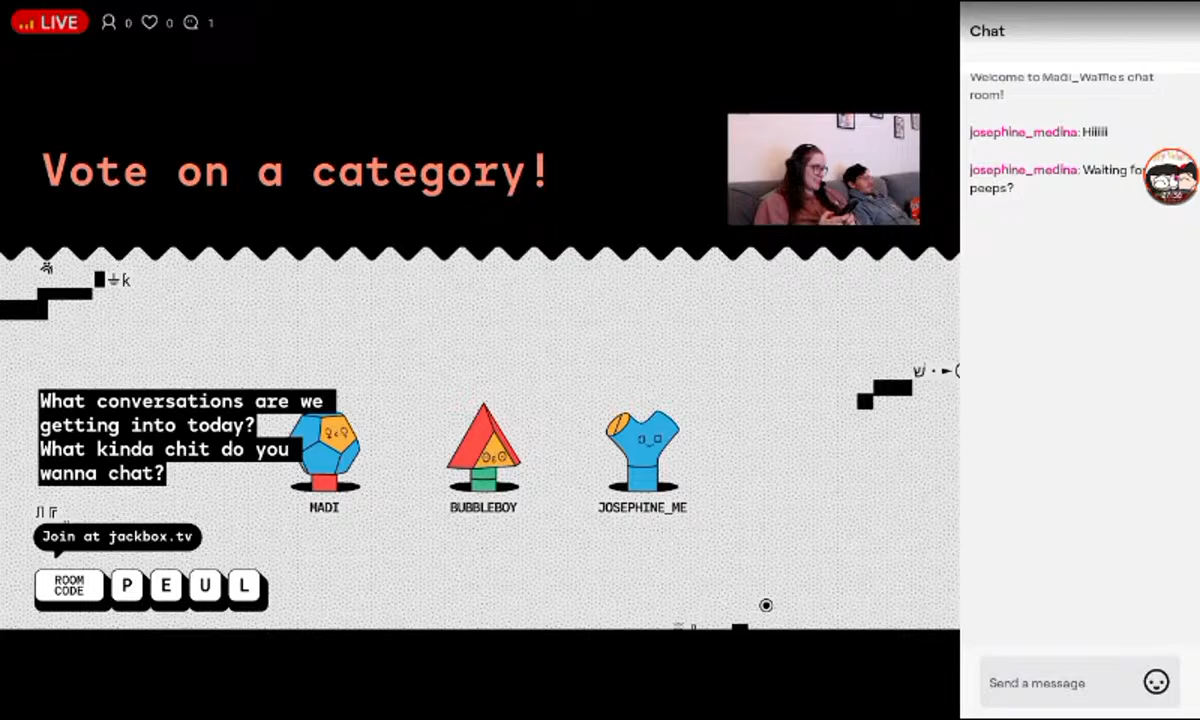 LIVE 0 0 1
Chat
Welcome to Madi_Waffle's chat
room!
josephine_medina: Hiiiiii
josephine_medina: Waiting for
peeps?
Vote on a category!
What conversations are we
getting into today?
What kinda chit do you
wanna chat?
MADI
BUBBLEBOY
JOSEPHINE_ME
Join at jackbox.tv
ROOM
CODE
P E U L
Send a message